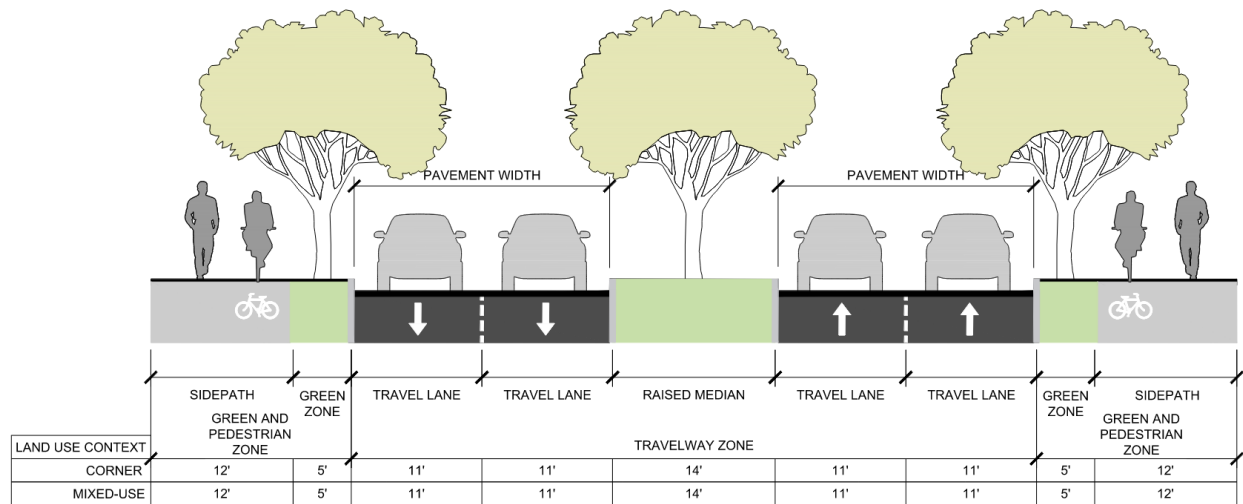 PAVEMENT WIDTH PAVEMENT WIDTH
SIDEPATH GREEN ZONE TRAVEL LANE TRAVEL LANE RAISED MEDIAN TRAVEL LANE TRAVEL LANE GREEN ZONE SIDEPATH
GREEN AND PEDESTRIAN ZONE TRAVELWAY ZONE GREEN AND PEDESTRIAN ZONE
LAND USE CONTEXT
CORNER 12' 5' 11' 11' 14' 11' 11' 5' 12'
MIXED-USE 12' 5' 11' 11' 14' 11' 11' 5' 12'